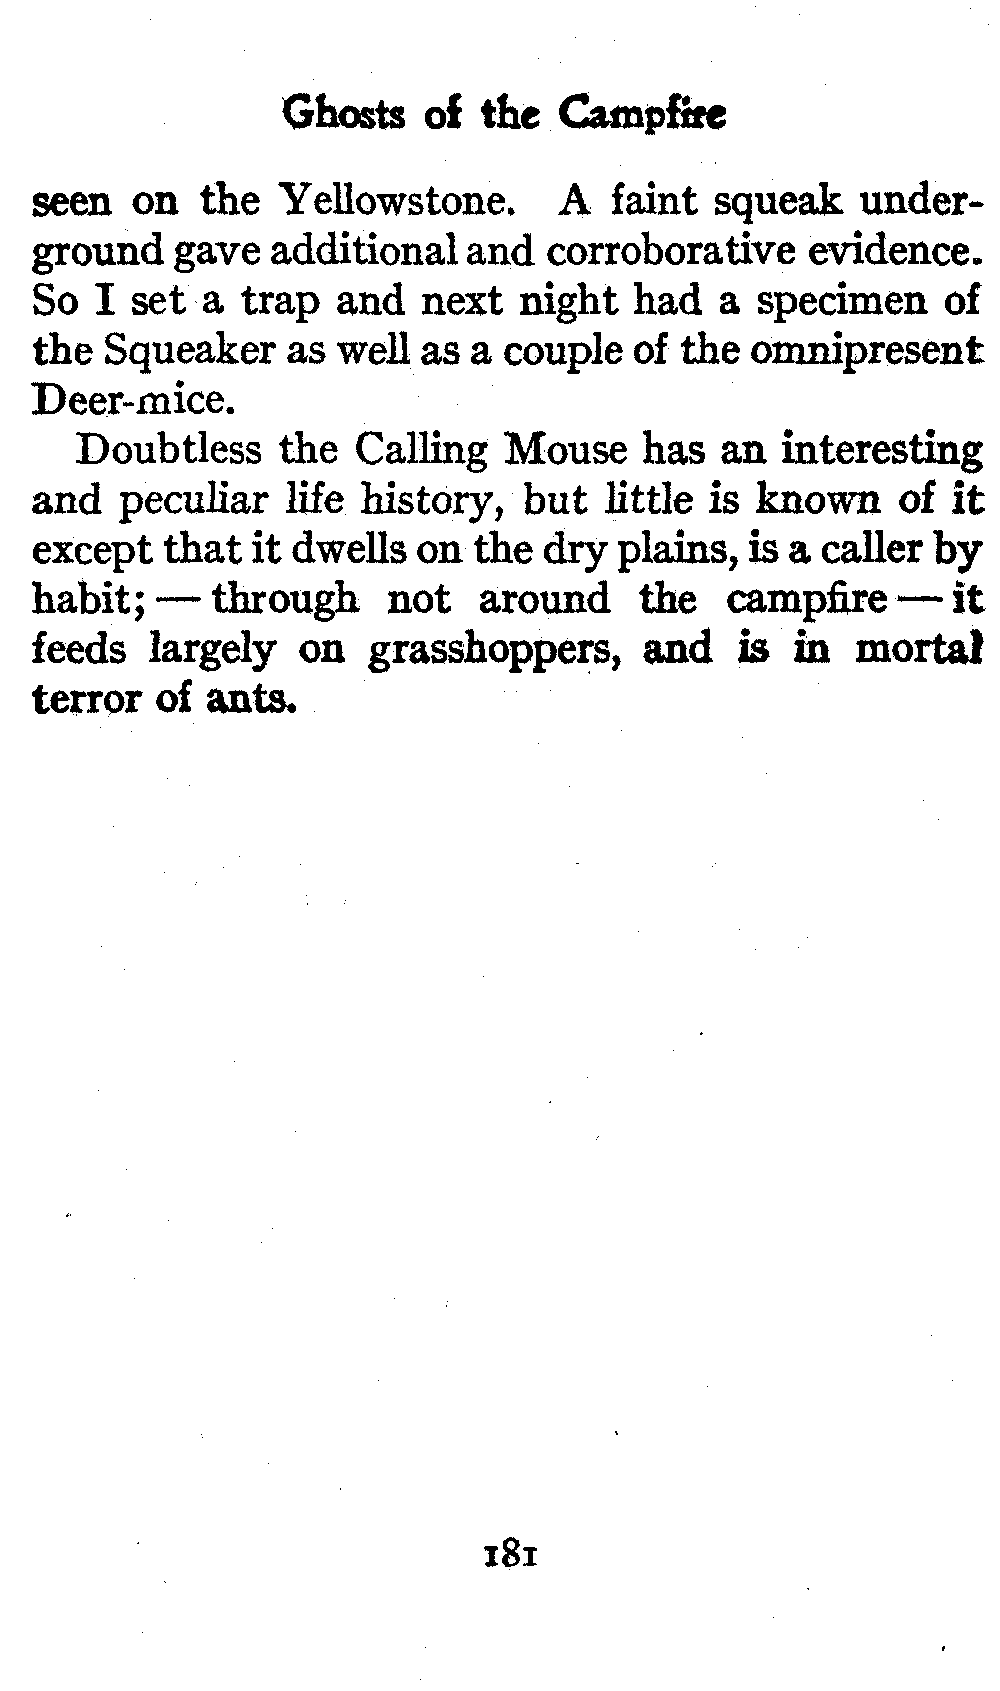 Ghosts of the Campfire
seen on the Yellowstone. A faint squeak under-
ground gave additional and corroborative evidence.
So I set a trap and next night had a specimen of
the Squeaker as well as a couple of the omnipresent
Deer-mice.
Doubtless the Calling Mouse has an interesting
and peculiar life history, but little is known of it
except that it dwells on the dry plains, is a caller by
habit; — through not around the campfire — it
feeds largely on grasshoppers, and is in mortal
terror of ants.
181